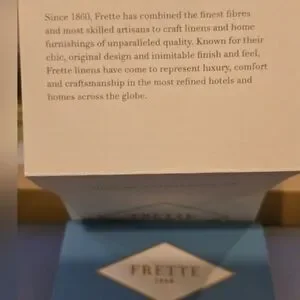 Since 1860, Frette has combined the finest fibres
and most skilled artisans to craft linens and home
furnishings of unparalleled quality. Known for their
chic, original design and inimitable finish and feel,
Frette linens have come to represent luxury, comfort
and craftsmanship in the most refined hotels and
homes across the globe.
FRETTE
FRETTE
1860